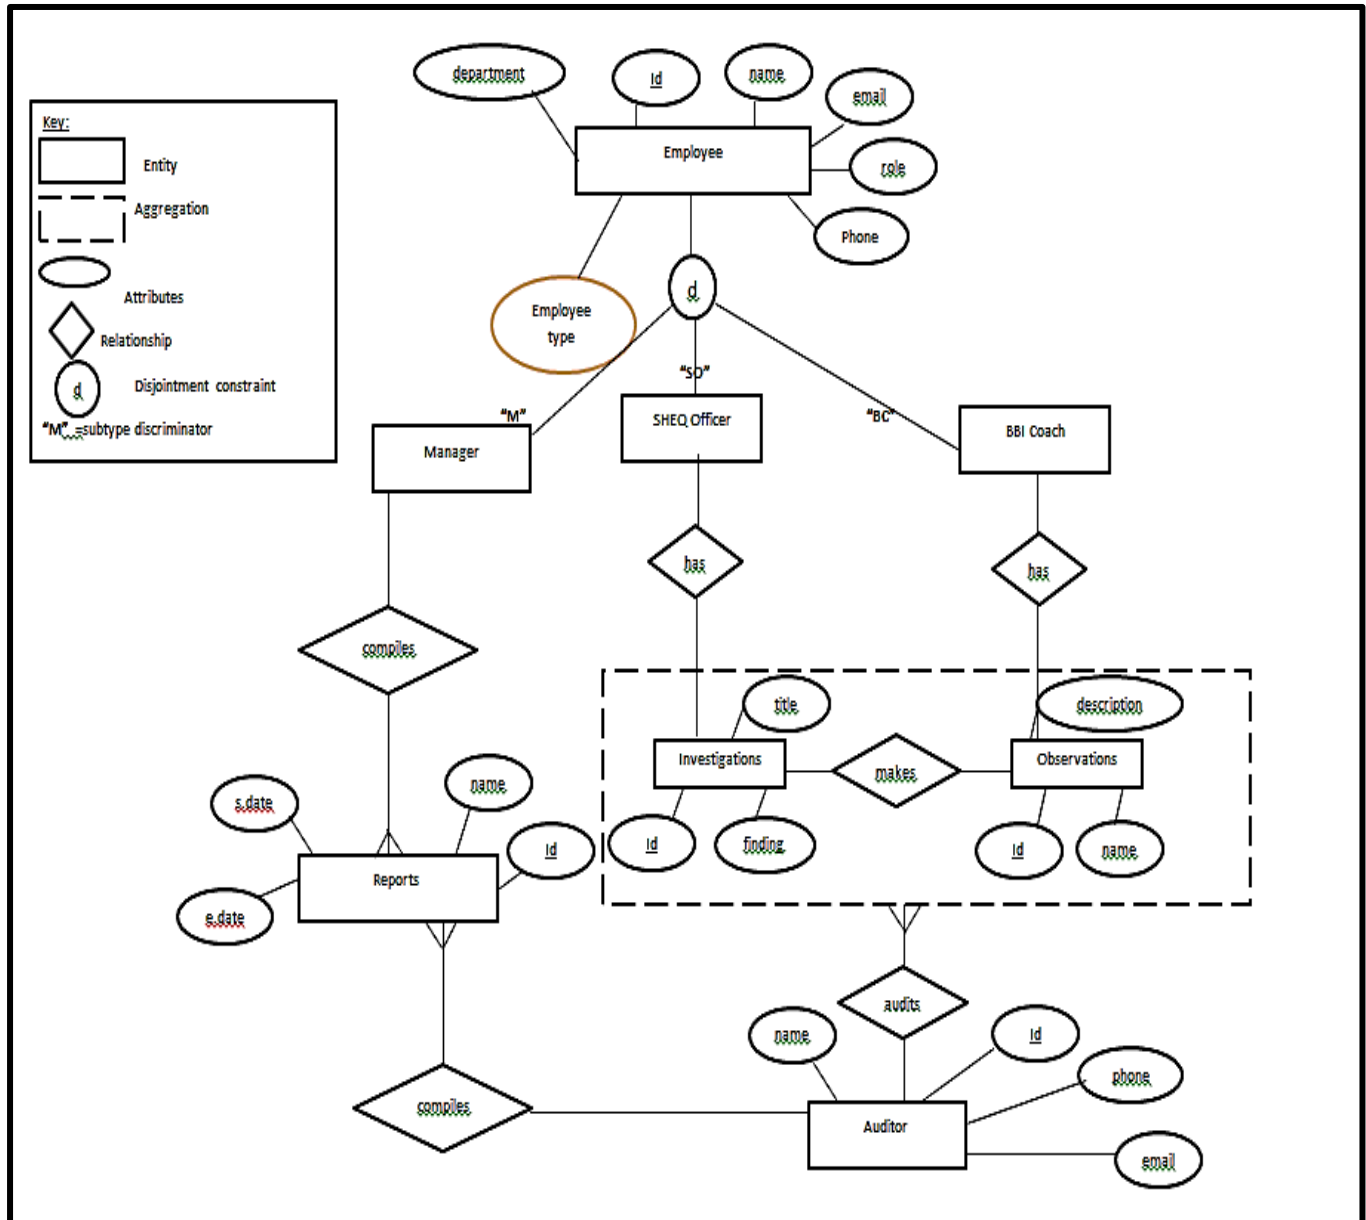 department
Id
name
email
Key:
Entity
Employee
role
Aggregation
Phone
d
Attributes
Employee
type
Relationship
"SO"
d
Disjointment constraint
"M"
"BC"
"M" =subtype discriminator
Manager
SHEQ Officer
BBI Coach
has
has
compiles
title
description
Investigations
makes
Observations
s.date
name
Id
finding
Id
name
Id
Reports
e.date
audits
name
Id
phone
compiles
Auditor
email